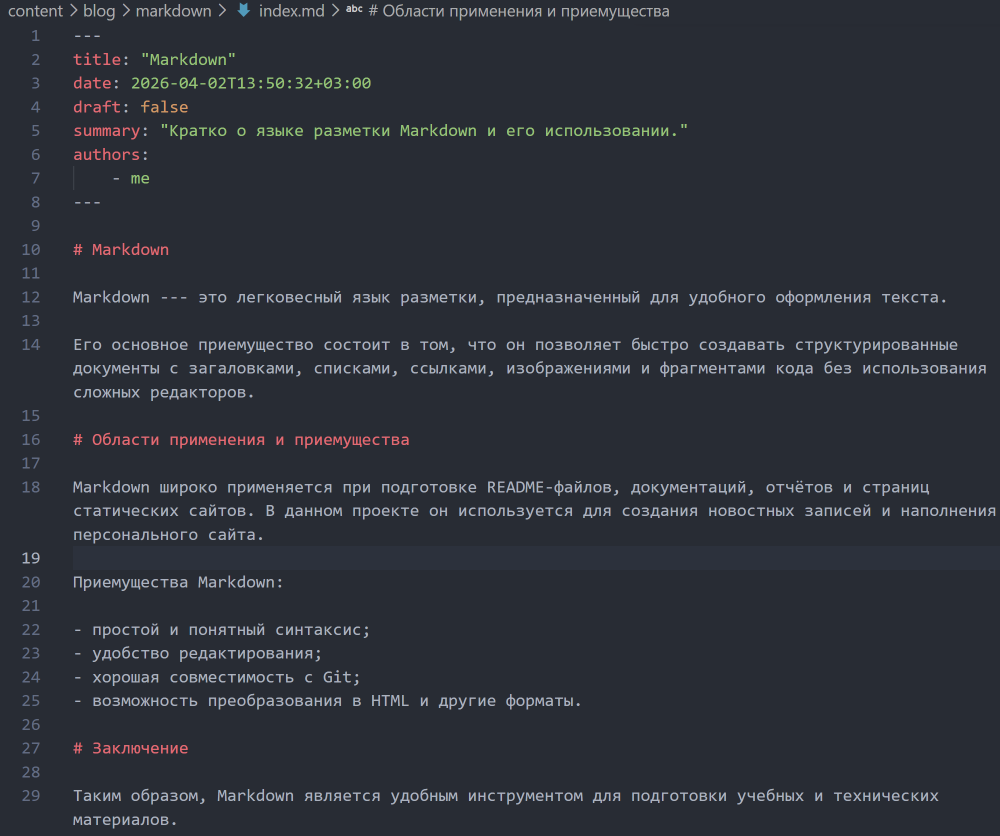 content > blog > markdown > index.md > abc # Области применения и приемущества
1 ---
2 title: "Markdown"
3 date: 2026-04-02T13:50:32+03:00
4 draft: false
5 summary: "Кратко о языке разметки Markdown и его использовании."
6 authors:
7 - me
8 ---
9
10 # Markdown
11
12 Markdown --- это легковесный язык разметки, предназначенный для удобного оформления текста.
13
14 Его основное приемущество состоит в том, что он позволяет быстро создавать структурированные
документы с загаловками, списками, ссылками, изображениями и фрагментами кода без использования
сложных редакторов.
15
16 # Области применения и приемущества
17
18 Markdown широко применяется при подготовке README-файлов, документаций, отчётов и страниц
статических сайтов. В данном проекте он используется для создания новостных записей и наполнения
персонального сайта.
19
20 Приемущества Markdown:
21
22 - простой и понятный синтаксис;
23 - удобство редактирования;
24 - хорошая совместимость с Git;
25 - возможность преобразования в HTML и другие форматы.
26
27 # Заключение
28
29 Таким образом, Markdown является удобным инструментом для подготовки учебных и технических
материалов.